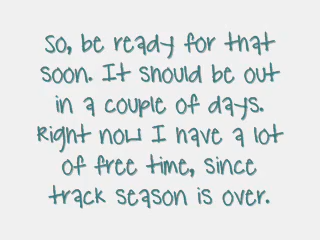 So, be ready for that
soon. It should be out
in a couple of days.
Right now I have a lot
of free time, since
track season is over.